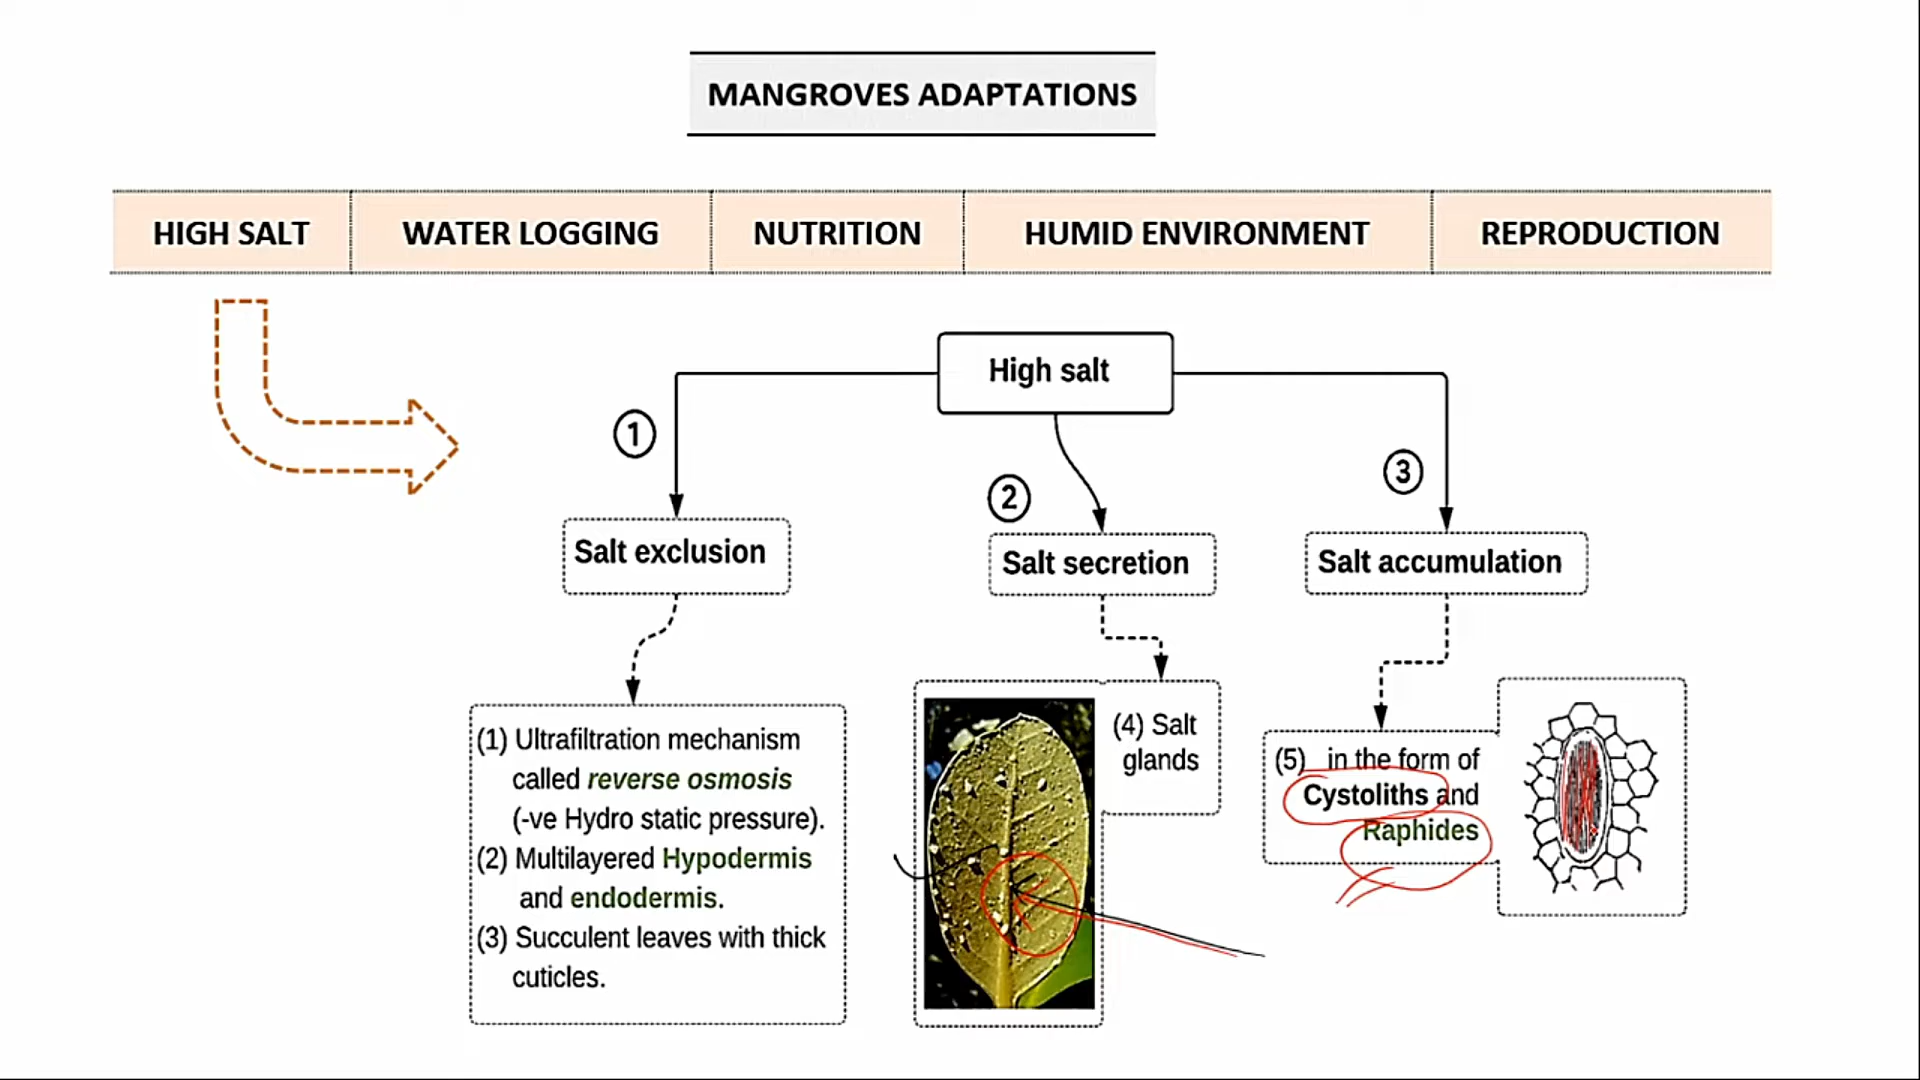 MANGROVES ADAPTATIONS
HIGH SALT
WATER LOGGING
NUTRITION
HUMID ENVIRONMENT
REPRODUCTION
High salt
1
2
3
Salt exclusion
Salt secretion
Salt accumulation
(1) Ultrafiltration mechanism
called reverse osmosis
(-ve Hydro static pressure).
(2) Multilayered Hypodermis
and endodermis.
(3) Succulent leaves with thick
cuticles.
(4) Salt
glands
(5) in the form of
Cystoliths and
Raphides